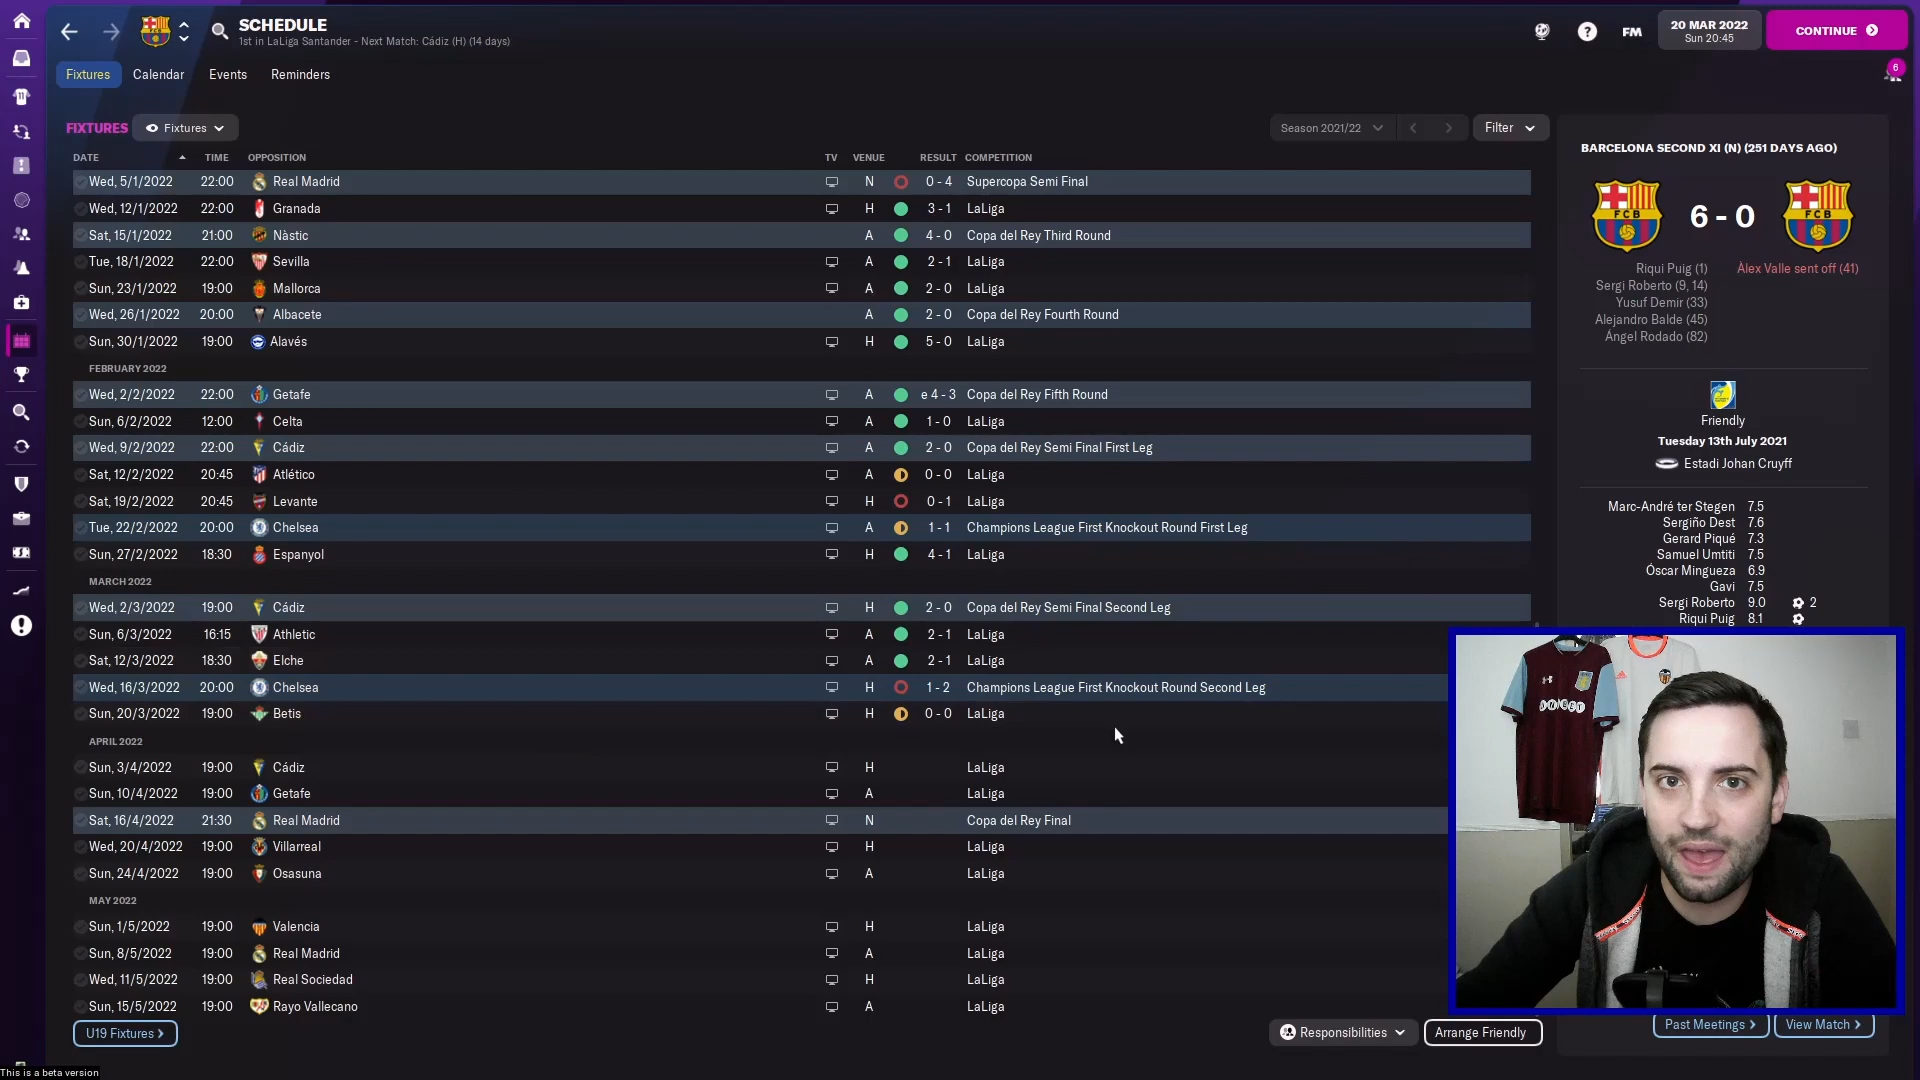 SCHEDULE
1st in LaLiga Santander - Next Match: Cádiz (H) (14 days)
FM
20 MAR 2022
Sun 20:45
CONTINUE
Fixtures Calendar Events Reminders
6
FIXTURES Fixtures
Season 2021/22
Filter
DATE TIME OPPOSITION TV VENUE RESULT COMPETITION
Wed, 5/1/2022 22:00 Real Madrid N 0 - 4 Supercopa Semi Final
Wed, 12/1/2022 22:00 Granada H 3 - 1 LaLiga
Sat, 15/1/2022 21:00 Nàstic A 4 - 0 Copa del Rey Third Round
Tue, 18/1/2022 22:00 Sevilla A 2 - 1 LaLiga
Sun, 23/1/2022 19:00 Mallorca A 2 - 0 LaLiga
Wed, 26/1/2022 20:00 Albacete A 2 - 0 Copa del Rey Fourth Round
Sun, 30/1/2022 19:00 Alavés H 5 - 0 LaLiga
FEBRUARY 2022
Wed, 2/2/2022 22:00 Getafe A e 4 - 3 Copa del Rey Fifth Round
Sun, 6/2/2022 12:00 Celta A 1 - 0 LaLiga
Wed, 9/2/2022 22:00 Cádiz A 2 - 0 Copa del Rey Semi Final First Leg
Sat, 12/2/2022 20:45 Atlético A 0 - 0 LaLiga
Sat, 19/2/2022 20:45 Levante H 0 - 1 LaLiga
Tue, 22/2/2022 20:00 Chelsea A 1 - 1 Champions League First Knockout Round First Leg
Sun, 27/2/2022 18:30 Espanyol H 4 - 1 LaLiga
MARCH 2022
Wed, 2/3/2022 19:00 Cádiz H 2 - 0 Copa del Rey Semi Final Second Leg
Sun, 6/3/2022 16:15 Athletic A 2 - 1 LaLiga
Sat, 12/3/2022 18:30 Elche A 2 - 1 LaLiga
Wed, 16/3/2022 20:00 Chelsea H 1 - 2 Champions League First Knockout Round Second Leg
Sun, 20/3/2022 19:00 Betis H 0 - 0 LaLiga
APRIL 2022
Sun, 3/4/2022 19:00 Cádiz H LaLiga
Sun, 10/4/2022 19:00 Getafe A LaLiga
Sat, 16/4/2022 21:30 Real Madrid N Copa del Rey Final
Wed, 20/4/2022 19:00 Villarreal H LaLiga
Sun, 24/4/2022 19:00 Osasuna A LaLiga
MAY 2022
Sun, 1/5/2022 19:00 Valencia H LaLiga
Sun, 8/5/2022 19:00 Real Madrid A LaLiga
Wed, 11/5/2022 19:00 Real Sociedad H LaLiga
Sun, 15/5/2022 19:00 Rayo Vallecano A LaLiga
U19 Fixtures
Responsibilities
Arrange Friendly
BARCELONA SECOND XI (N) (251 DAYS AGO)
FCB 6 - 0 FCB
Riqui Puig (1) Àlex Valle sent off (41)
Sergi Roberto (9, 14)
Yusuf Demir (33)
Alejandro Balde (45)
Ángel Rodado (82)
Friendly
Tuesday 13th July 2021
Estadi Johan Cruyff
Marc-André ter Stegen 7.5
Sergiño Dest 7.6
Gerard Piqué 7.3
Samuel Umtiti 7.5
Óscar Mingueza 6.9
Gavi 7.5
Sergi Roberto 9.0 2
Riqui Puig 8.1
Past Meetings
View Match
This is a beta version